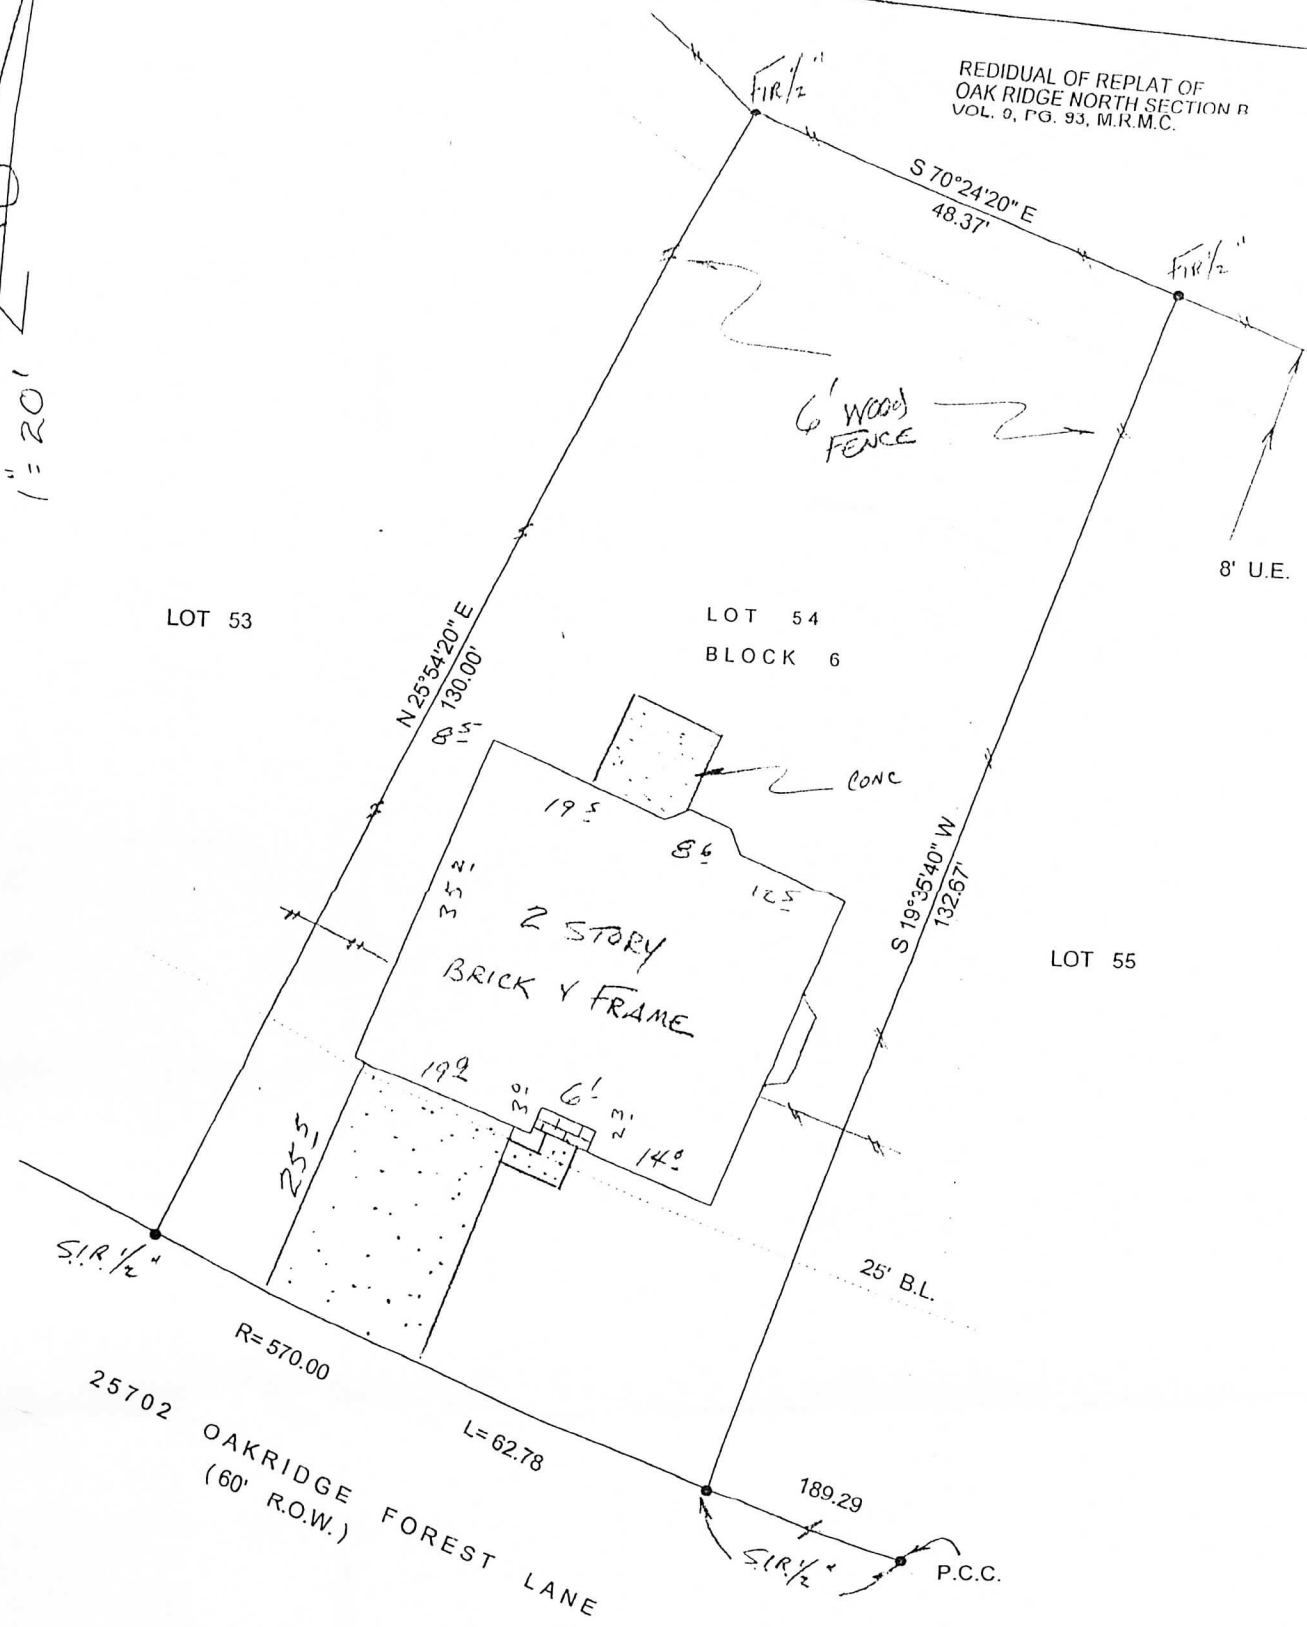 FIR 1/2"
REDIDUAL OF REPLAT OF
OAK RIDGE NORTH SECTION B
VOL. 9, PG. 93, M.R.M.C.
S 70°24'20" E
48.37'
FIR 1/2"
1" = 20'
6' WOOD
FENCE
8' U.E.
LOT 53
LOT 54
BLOCK 6
N 25°54'20" E
130.00'
8 5
CONC
19 5
8 6
12 5
35 2'
2 STORY
BRICK & FRAME
S 19°35'40" W
132.67'
LOT 55
19 9
3 0'
6'
2 3'
14 0
25 5
25' B.L.
S.I.R. 1/2"
R= 570.00
L= 62.78
189.29
S.I.R. 1/2"
P.C.C.
25702 OAKRIDGE FOREST LANE
(60' R.O.W.)